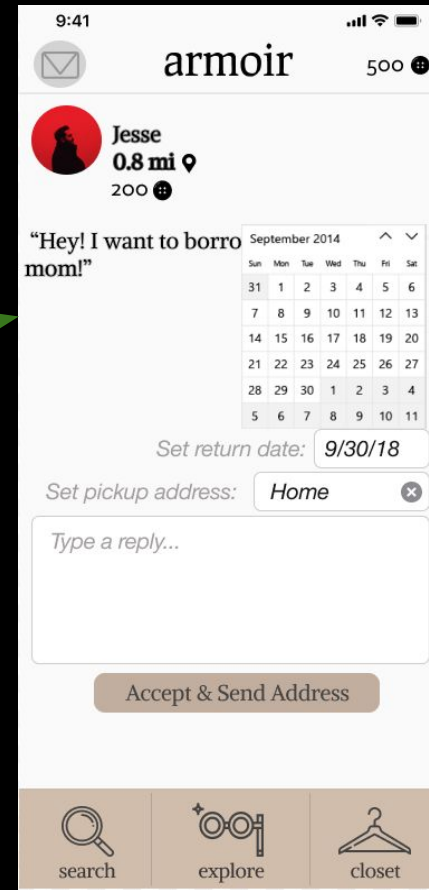 9:41
armoir
500
Jesse
0.8 mi
200
“Hey! I want to borro
mom!”
September 2014
Sun Mon Tue Wed Thu Fri Sat
31 1 2 3 4 5 6
7 8 9 10 11 12 13
14 15 16 17 18 19 20
21 22 23 24 25 26 27
28 29 30 1 2 3 4
5 6 7 8 9 10 11
Set return date: 9/30/18
Set pickup address: Home
Type a reply...
Accept & Send Address
search explore closet